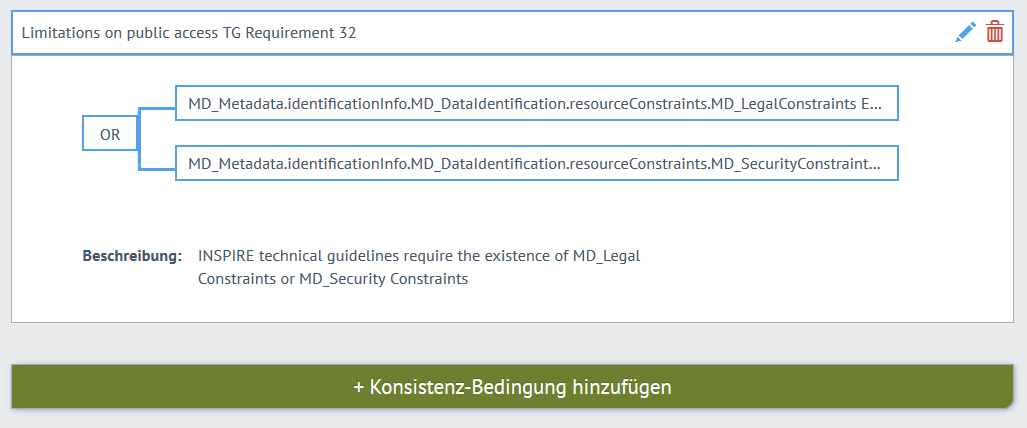 Limitations on public access TG Requirement 32
MD_Metadata.identificationInfo.MD_DataIdentification.resourceConstraints.MD_LegalConstraints E...
OR
MD_Metadata.identificationInfo.MD_DataIdentification.resourceConstraints.MD_SecurityConstraint...
Beschreibung: INSPIRE technical guidelines require the existence of MD_Legal
Constraints or MD_Security Constraints
+ Konsistenz-Bedingung hinzufügen